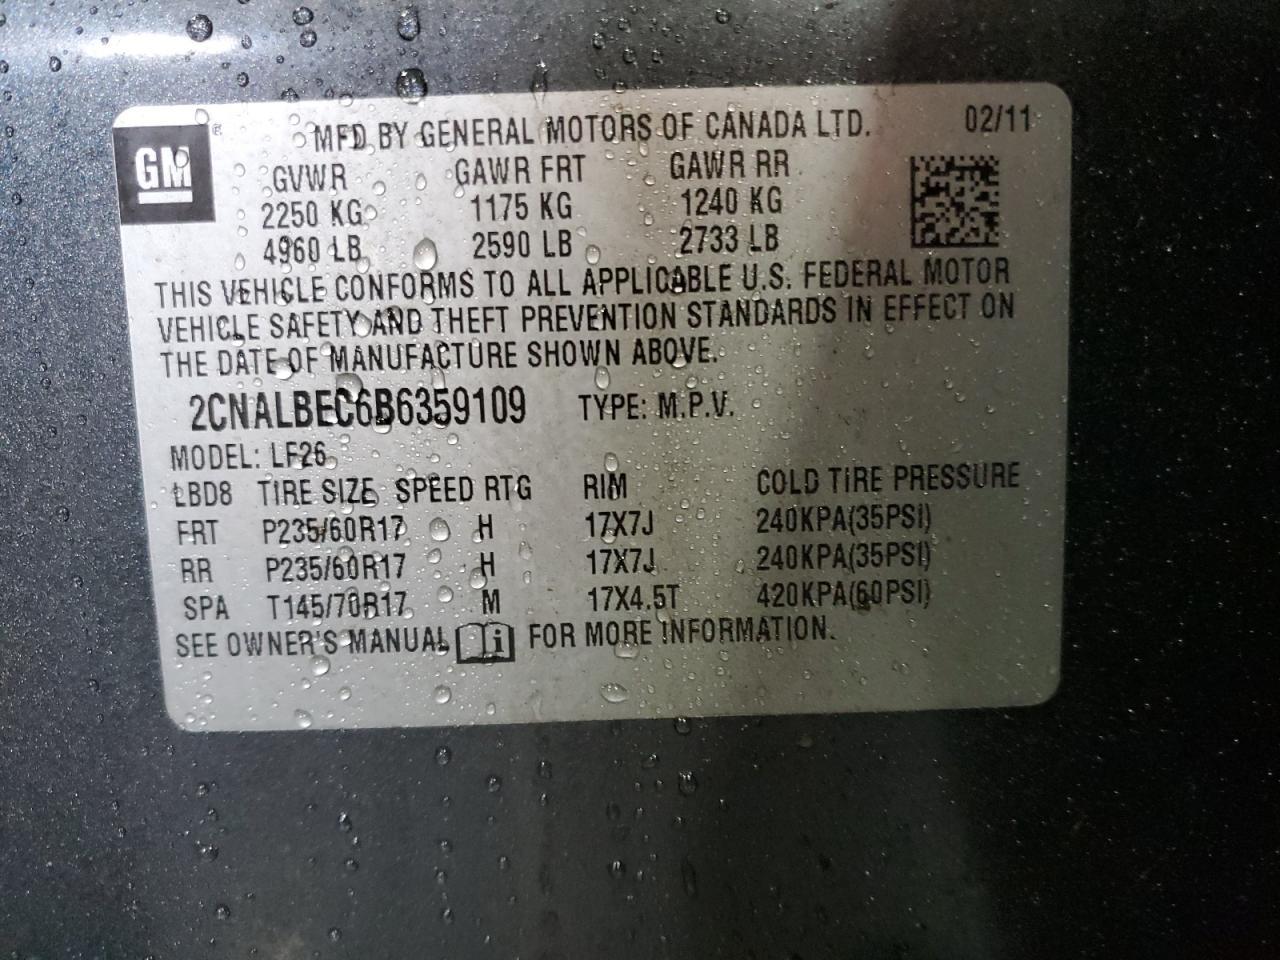 GM ® MFD BY GENERAL MOTORS OF CANADA LTD. 02/11
GVWR GAWR FRT GAWR RR
2250 KG 1175 KG 1240 KG
4960 LB 2590 LB 2733 LB
THIS VEHICLE CONFORMS TO ALL APPLICABLE U.S. FEDERAL MOTOR
VEHICLE SAFETY AND THEFT PREVENTION STANDARDS IN EFFECT ON
THE DATE OF MANUFACTURE SHOWN ABOVE.
2CNALBEC6B6359109 TYPE: M.P.V.
MODEL: LF26
LBD8 TIRE SIZE SPEED RTG RIM COLD TIRE PRESSURE
FRT P235/60R17 H 17X7J 240KPA(35PSI)
RR P235/60R17 H 17X7J 240KPA(35PSI)
SPA T145/70R17 M 17X4.5T 420KPA(60PSI)
SEE OWNER'S MANUAL i FOR MORE INFORMATION.